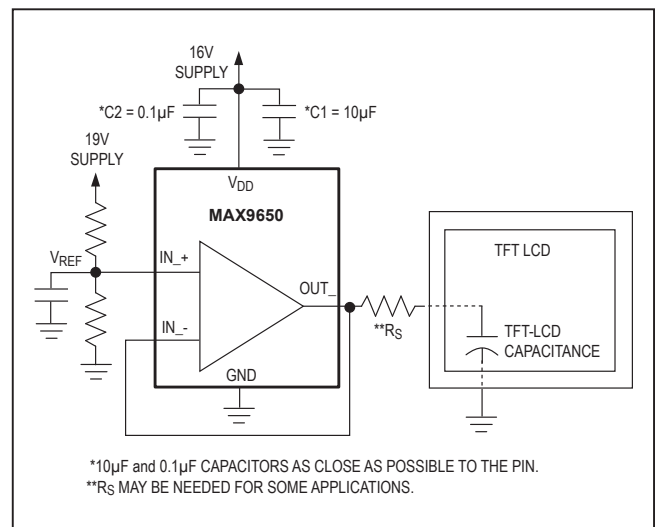 16V
SUPPLY
*C2 = 0.1µF
*C1 = 10µF
19V
SUPPLY
VDD
MAX9650
VREF
IN_+
TFT LCD
OUT_
IN_-
**RS
TFT-LCD
CAPACITANCE
GND
*10µF and 0.1µF CAPACITORS AS CLOSE AS POSSIBLE TO THE PIN.
**RS MAY BE NEEDED FOR SOME APPLICATIONS.